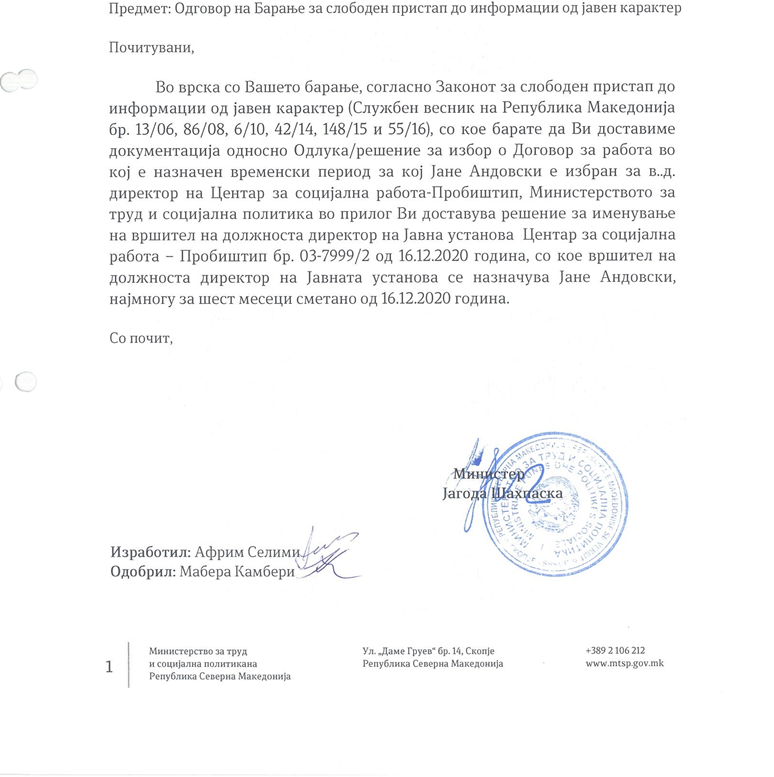 Предмет: Одговор на Барање за слободен пристап до информации од јавен карактер
Почитувани,
Во врска со Вашето барање, согласно Законот за слободен пристап до
информации од јавен карактер (Службен весник на Република Македонија
бр. 13/06, 86/08, 6/10, 42/14, 148/15 и 55/16), со кое барате да Ви доставиме
документација односно Одлука/решение за избор о Договор за работа во
кој е назначен временски период за кој Јане Андовски е избран за в..д.
директор на Центар за социјална работа-Пробиштип, Министерството за
труд и социјална политика во прилог Ви доставува решение за именување
на вршител на должноста директор на Јавна установа Центар за социјална
работа – Пробиштип бр. 03-7999/2 од 16.12.2020 година, со кое вршител на
должноста директор на Јавната установа се назначува Јане Андовски,
најмногу за шест месеци сметано од 16.12.2020 година.
Со почит,
Министер
Јагода Шахпаска
Изработил: Африм Селими
Одобрил: Мабера Камбери
1
Министерство за труд
и социјална политикана
Република Северна Македонија
Ул. „Даме Груев“ бр. 14, Скопје
Република Северна Македонија
+389 2 106 212
www.mtsp.gov.mk